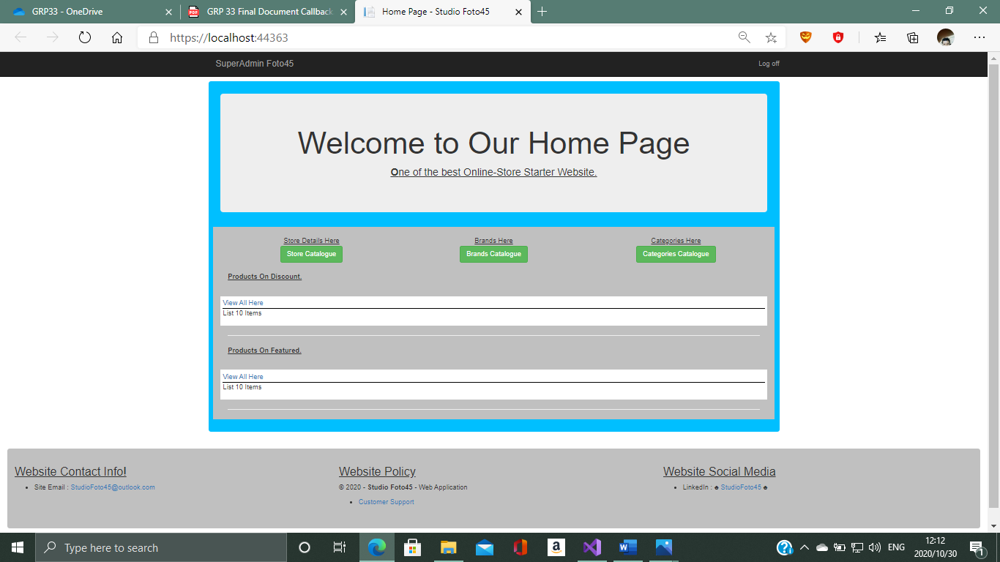 GRP33 - OneDrive
GRP 33 Final Document Callback
Home Page - Studio Foto45
https://localhost:44363
SuperAdmin Foto45
Log off
Welcome to Our Home Page
One of the best Online-Store Starter Website.
Store Details Here
Brands Here
Categories Here
Store Catalogue
Brands Catalogue
Categories Catalogue
Products On Discount.
View All Here
List 10 Items
Products On Featured.
View All Here
List 10 Items
Website Contact Info!
Site Email : StudioFoto45@outlook.com
Website Policy
© 2020 - Studio Foto45 - Web Application
Customer Support
Website Social Media
LinkedIn : ☻ StudioFoto45 ☻
Type here to search
ENG
12:12
2020/10/30
1